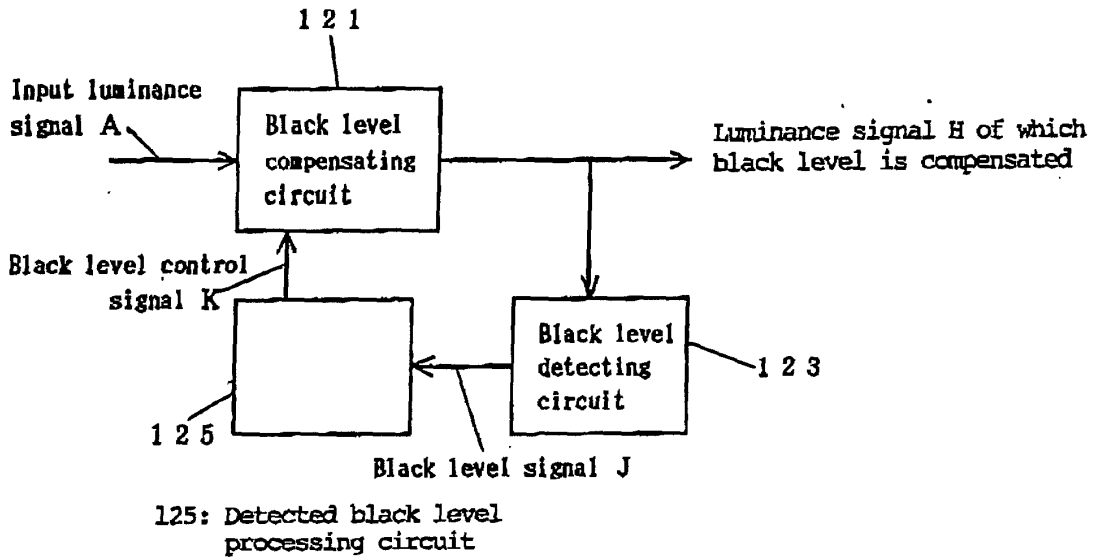 1 2 1
Input luminance
signal A
Black level
compensating
circuit
Luminance signal H of which
black level is compensated
Black level control
signal K
Black level
detecting
circuit
1 2 3
1 2 5
Black level signal J
125: Detected black level
processing circuit